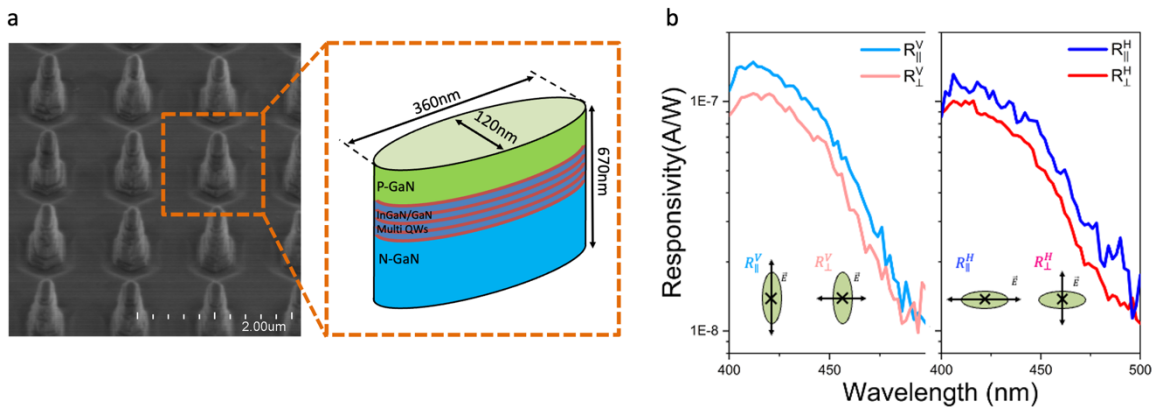 a
360nm
120nm
670nm
P-GaN
InGaN/GaN
Multi QWs
N-GaN
2.00um
b
Responsivity(A/W)
1E-7
1E-8
R∥^V
R⊥^V
R∥^H
R⊥^H
R∥^V R⊥^V
E⃗ E⃗
R∥^H R⊥^H
E⃗ E⃗
400 450 400 450 500
Wavelength (nm)